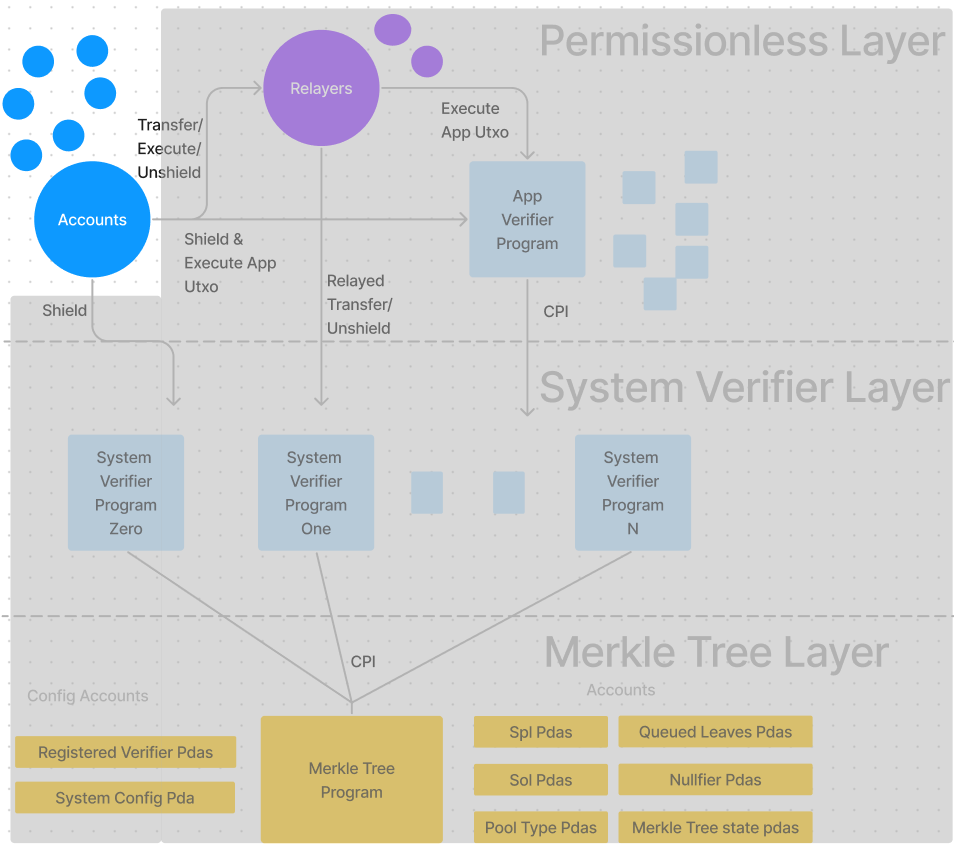 Permissionless Layer
Relayers
Execute
App Utxo
Transfer/
Execute/
Unshield
Accounts
App
Verifier
Program
Shield &
Execute App
Utxo
Relayed
Transfer/
Unshield
Shield
CPI
System Verifier Layer
System
Verifier
Program
Zero
System
Verifier
Program
One
System
Verifier
Program
N
Merkle Tree Layer
CPI
Config Accounts
Accounts
Registered Verifier Pdas
System Config Pda
Merkle Tree
Program
Spl Pdas
Queued Leaves Pdas
Sol Pdas
Nullfier Pdas
Pool Type Pdas
Merkle Tree state pdas